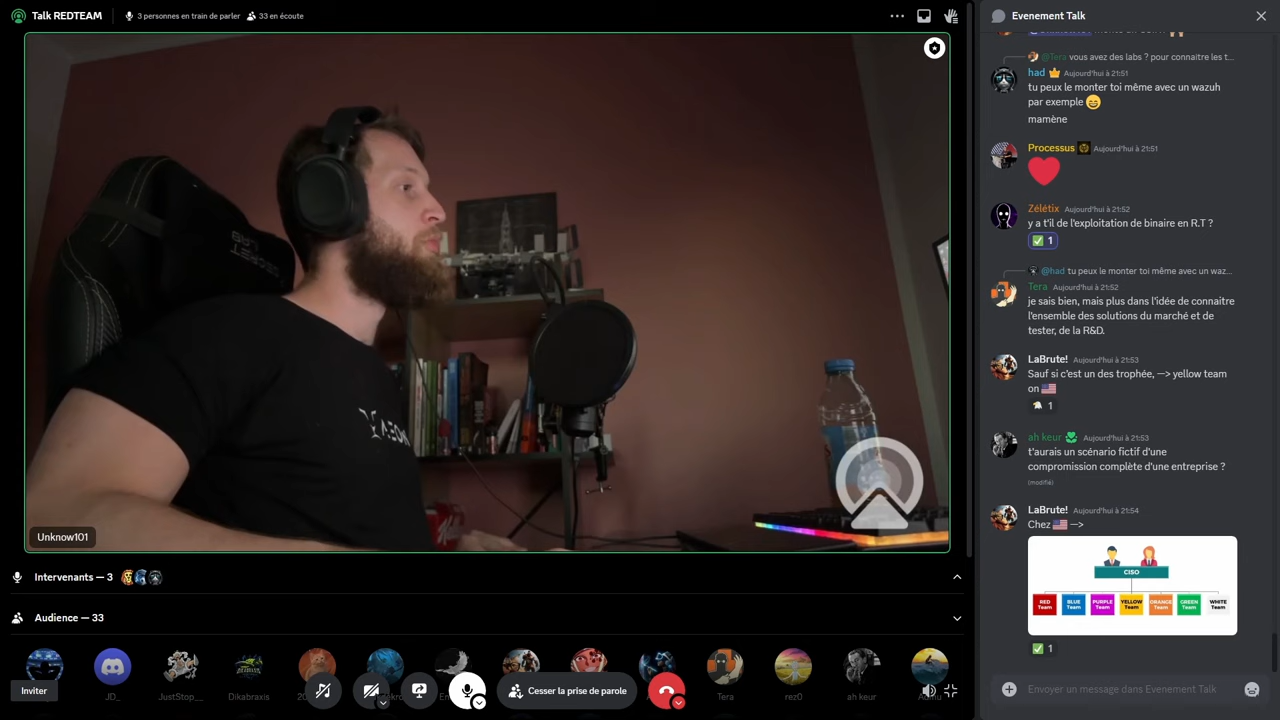 Talk REDTEAM
3 personnes en train de parler
33 en écoute
Unknow101
Intervenants — 3
Audience — 33
Inviter
JD_
JustStop__
Dikabraxis
Cesser la prise de parole
Tera
rez0
ah keur
Evenement Talk
@Tera vous avez des labs ? pour connaitre les t...
had Aujourd'hui à 21:51
tu peux le monter toi même avec un wazuh
par exemple
mamène
Processus Aujourd'hui à 21:51
Zélétix Aujourd'hui à 21:52
y a t'il de l'exploitation de binaire en R.T ?
1
@had tu peux le monter toi même avec un waz...
Tera Aujourd'hui à 21:52
je sais bien, mais plus dans l'idée de connaitre
l'ensemble des solutions du marché et de
tester, de la R&D.
LaBrute! Aujourd'hui à 21:53
Sauf si c'est un des trophée, —> yellow team
on
1
ah keur Aujourd'hui à 21:53
t'aurais un scénario fictif d'une
compromission complète d'une entreprise ?
(modifié)
LaBrute! Aujourd'hui à 21:54
Chez —>
CISO
RED Team
BLUE Team
PURPLE Team
YELLOW Team
ORANGE Team
GREEN Team
WHITE Team
1
Envoyer un message dans Evenement Talk